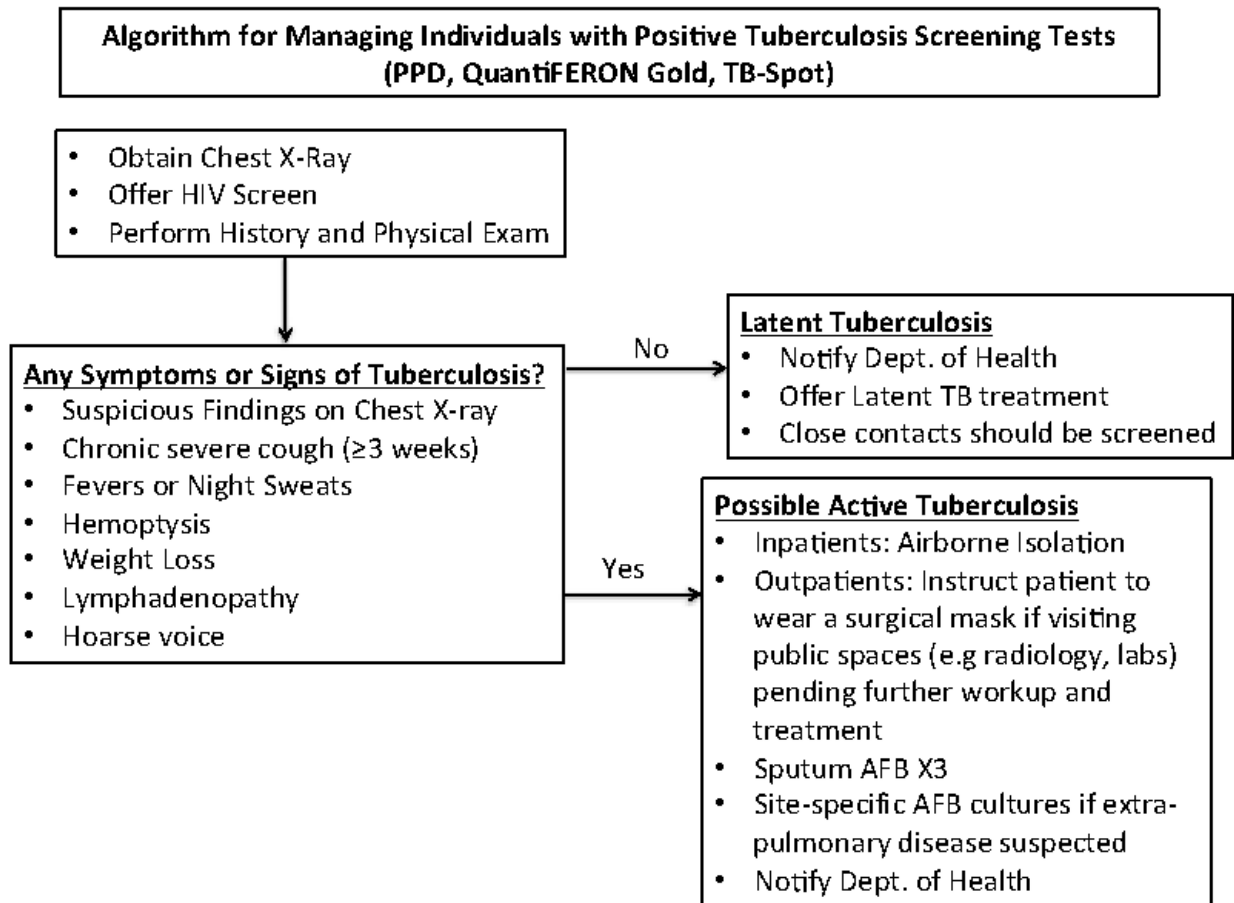 Algorithm for Managing Individuals with Positive Tuberculosis Screening Tests
(PPD, QuantiFERON Gold, TB-Spot)
• Obtain Chest X-Ray
• Offer HIV Screen
• Perform History and Physical Exam
Any Symptoms or Signs of Tuberculosis?
• Suspicious Findings on Chest X-ray
• Chronic severe cough (≥3 weeks)
• Fevers or Night Sweats
• Hemoptysis
• Weight Loss
• Lymphadenopathy
• Hoarse voice
No
Latent Tuberculosis
• Notify Dept. of Health
• Offer Latent TB treatment
• Close contacts should be screened
Yes
Possible Active Tuberculosis
• Inpatients: Airborne Isolation
• Outpatients: Instruct patient to
wear a surgical mask if visiting
public spaces (e.g radiology, labs)
pending further workup and
treatment
• Sputum AFB X3
• Site-specific AFB cultures if extra-
pulmonary disease suspected
• Notify Dept. of Health